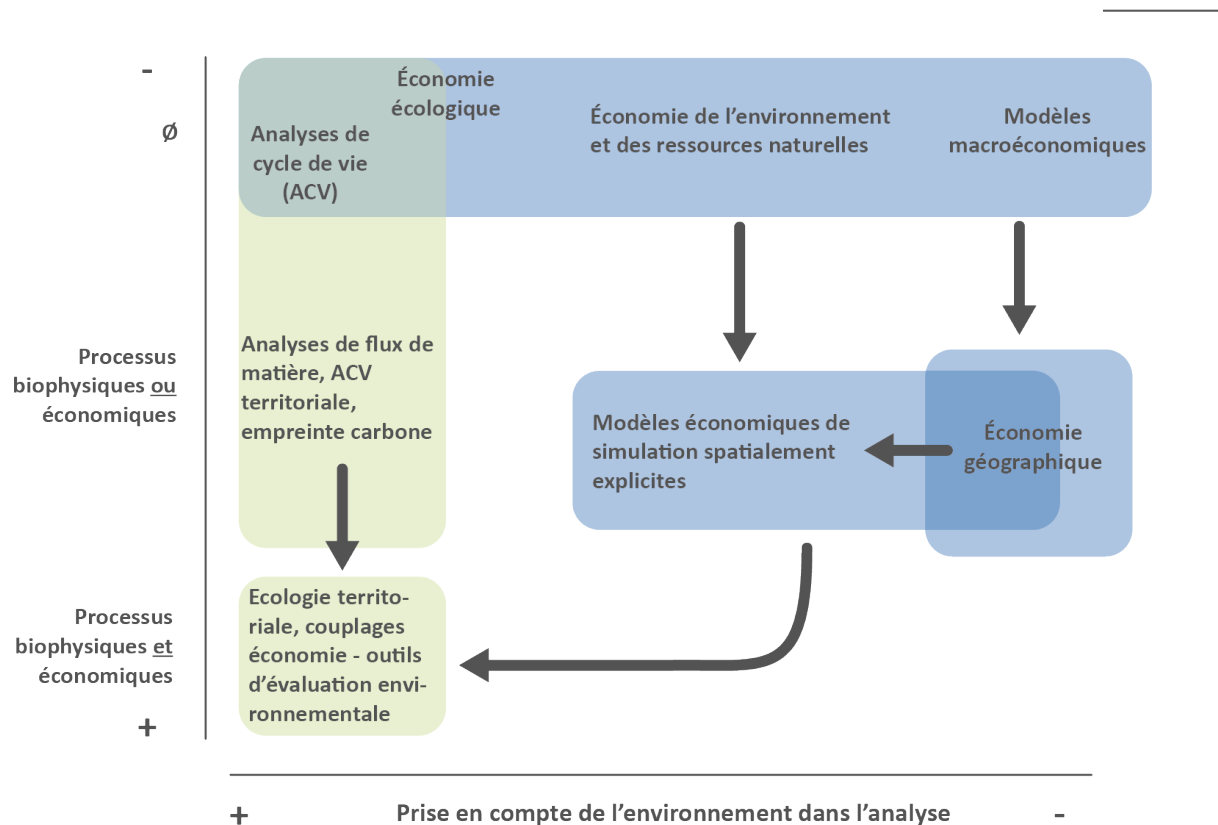 -
Ø
Économie
écologique
Analyses de
cycle de vie
(ACV)
Économie de l'environnement
et des ressources naturelles
Modèles
macroéconomiques
Processus
biophysiques ou
économiques
Analyses de flux de
matière, ACV
territoriale,
empreinte carbone
Modèles économiques de
simulation spatialement
explicites
Économie
géographique
Processus
biophysiques et
économiques
+
Ecologie territo-
riale, couplages
économie - outils
d'évaluation envi-
ronnementale
+
Prise en compte de l'environnement dans l'analyse
-